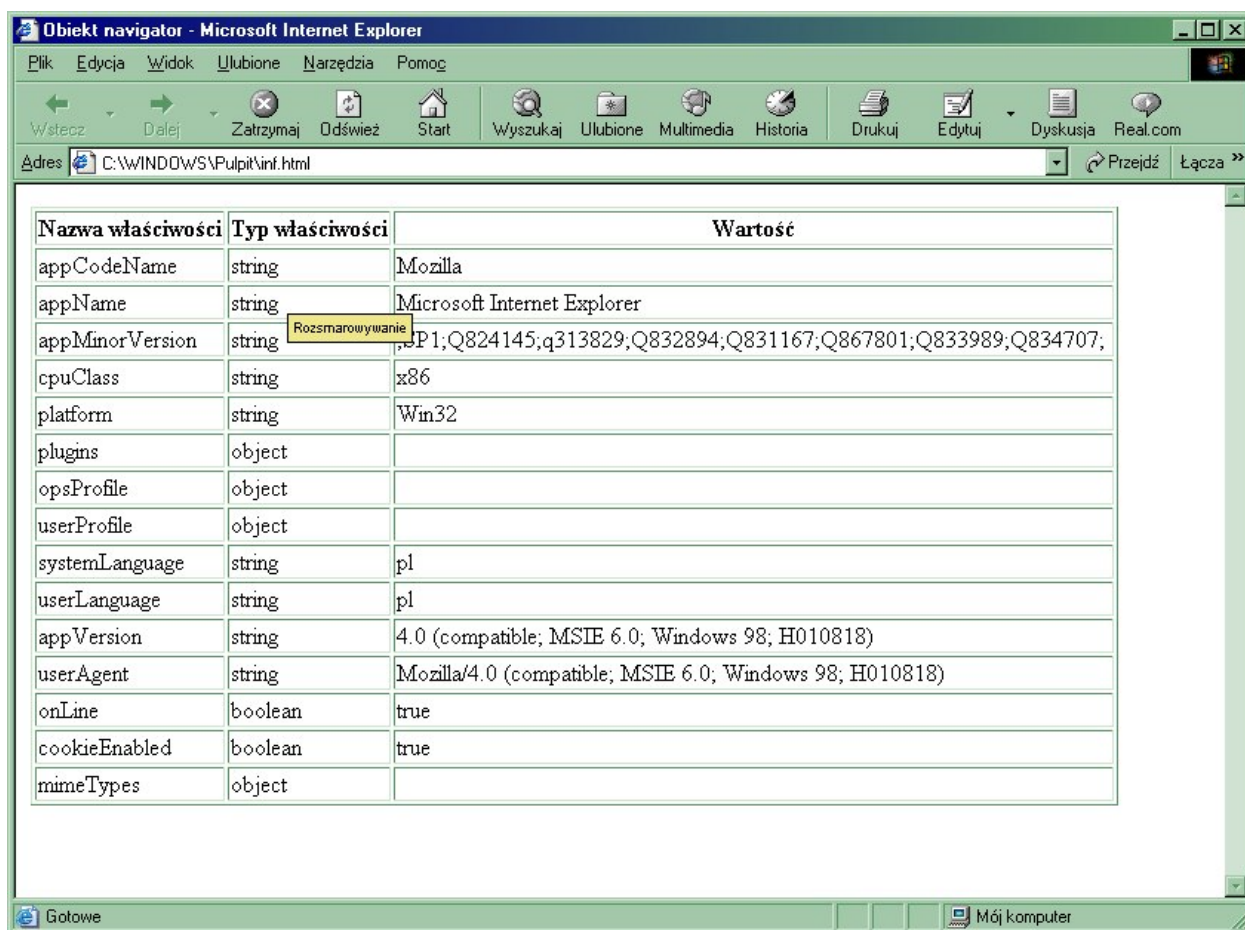 Obiekt navigator - Microsoft Internet Explorer
Plik Edycja Widok Ulubione Narzędzia Pomoc
Wstecz Dalej Zatrzymaj Odśwież Start Wyszukaj Ulubione Multimedia Historia Drukuj Edytuj Dyskusja Real.com
Adres C:\WINDOWS\Pulpit\inf.html Przejdź Łącza »
Nazwa właściwości Typ właściwości Wartość
appCodeName string Mozilla
appName string Microsoft Internet Explorer
Rozsmarowywanie
appMinorVersion string ;SP1;Q824145;q313829;Q832894;Q831167;Q867801;Q833989;Q834707;
cpuClass string x86
platform string Win32
plugins object
opsProfile object
userProfile object
systemLanguage string pl
userLanguage string pl
appVersion string 4.0 (compatible; MSIE 6.0; Windows 98; H010818)
userAgent string Mozilla/4.0 (compatible; MSIE 6.0; Windows 98; H010818)
onLine boolean true
cookieEnabled boolean true
mimeTypes object
Gotowe Mój komputer